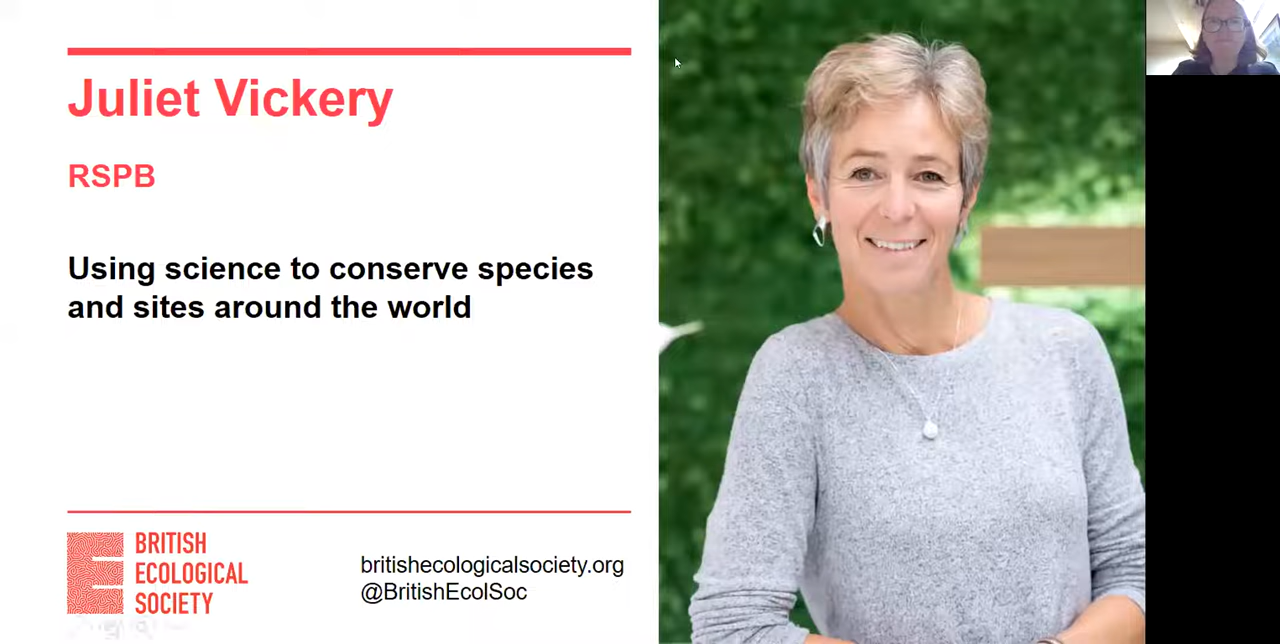 Juliet Vickery
RSPB
Using science to conserve species
and sites around the world
BRITISH
ECOLOGICAL
SOCIETY
britishecologicalsociety.org
@BritishEcolSoc